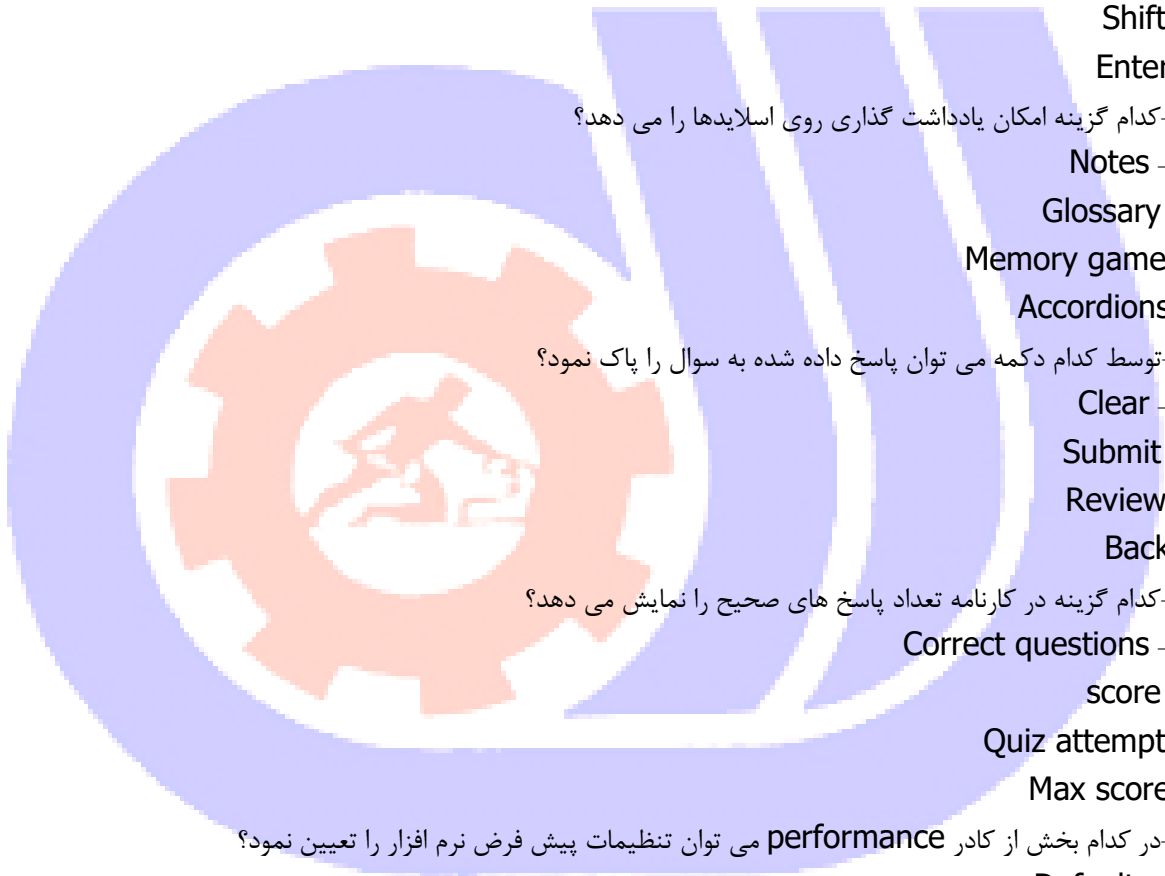 Shift
Enter
-کدام گزینه امکان یادداشت گذاری روی اسلایدها را می دهد؟
Notes -
Glossary
Memory game
Accordions
-توسط کدام دکمه می توان پاسخ داده شده به سوال را پاک نمود؟
Clear -
Submit
Review
Back
-کدام گزینه در کارنامه تعداد پاسخ های صحیح را نمایش می دهد؟
Correct questions -
score
Quiz attempt
Max score
-در کدام بخش از کادر performance می توان تنظیمات پیش فرض نرم افزار را تعیین نمود؟